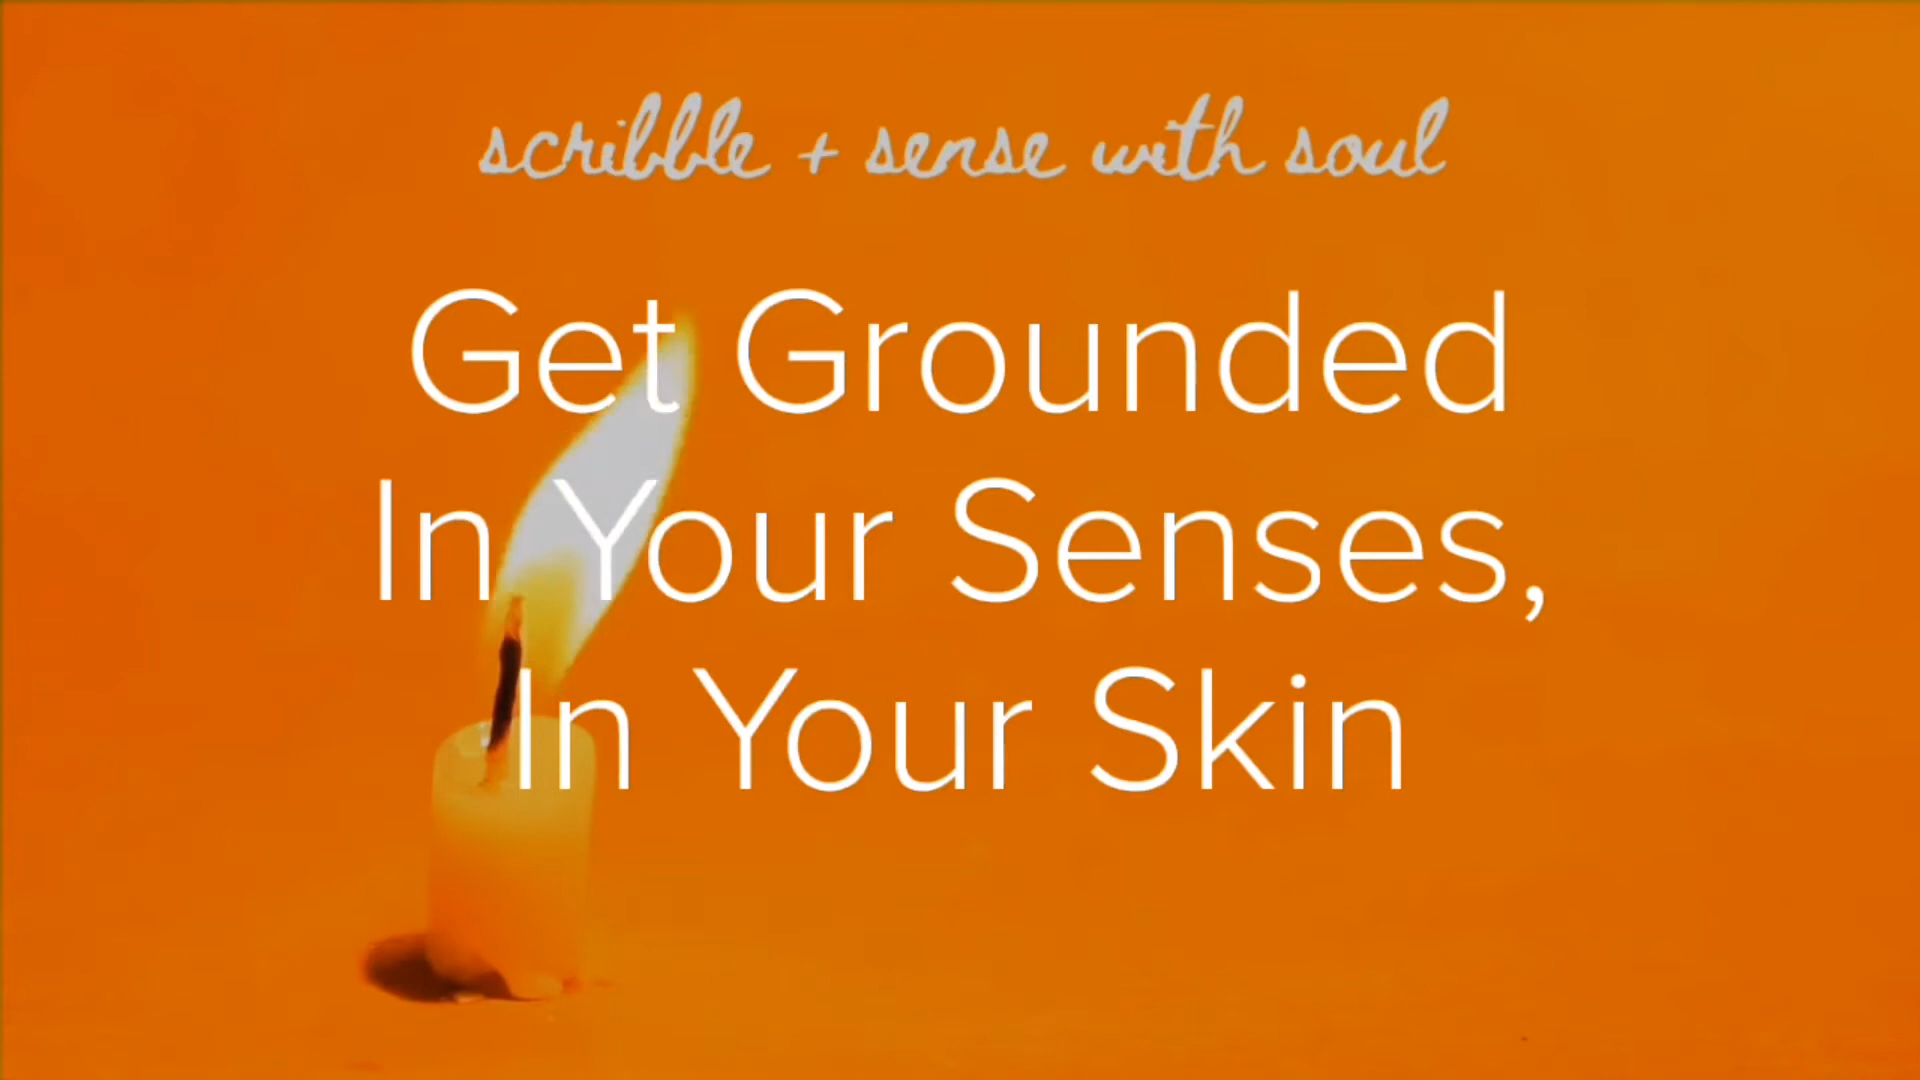 scribble + sense with soul
Get Grounded
In Your Senses,
In Your Skin